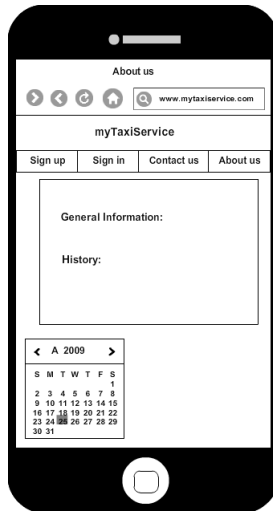 About us
www.mytaxiservice.com
myTaxiService
Sign up Sign in Contact us About us
General Information:
History:
A 2009
S M T W T F S
1
2 3 4 5 6 7 8
9 10 11 12 13 14 15
16 17 18 19 20 21 22
23 24 25 26 27 28 29
30 31